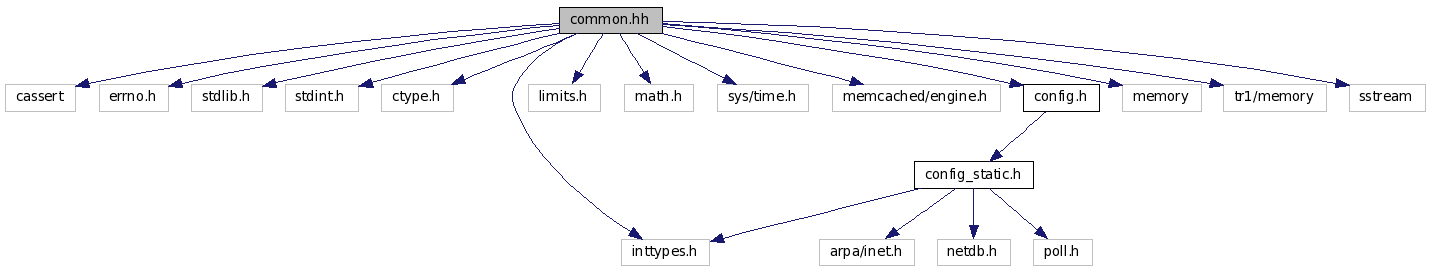 common.hh
cassert
errno.h
stdlib.h
stdint.h
ctype.h
limits.h
math.h
sys/time.h
memcached/engine.h
config.h
memory
tr1/memory
sstream
config_static.h
inttypes.h
arpa/inet.h
netdb.h
poll.h